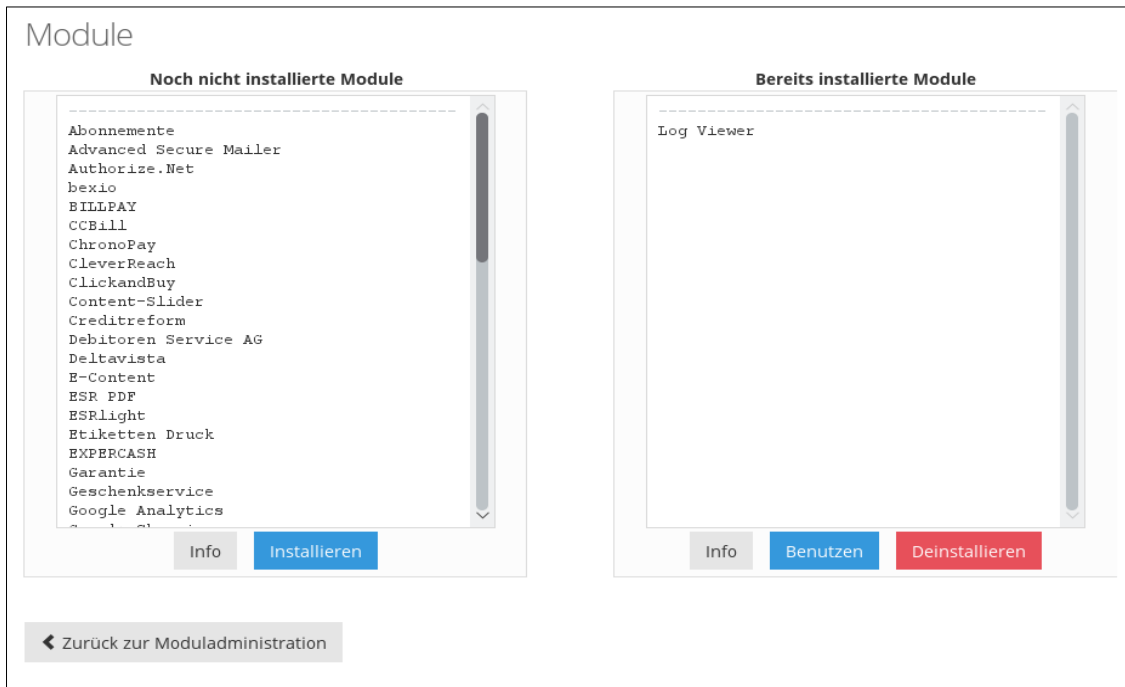 Module
Noch nicht installierte Module
Abonnemente
Advanced Secure Mailer
Authorize.Net
bexio
BILLPAY
CCBill
ChronoPay
CleverReach
ClickandBuy
Content-Slider
Creditreform
Debitoren Service AG
Deltavista
E-Content
ESR PDF
ESRlight
Etiketten Druck
EXPERCASH
Garantie
Geschenkservice
Google Analytics
Info
Installieren
Bereits installierte Module
Log Viewer
Info
Benutzen
Deinstallieren
Zurück zur Moduladministration